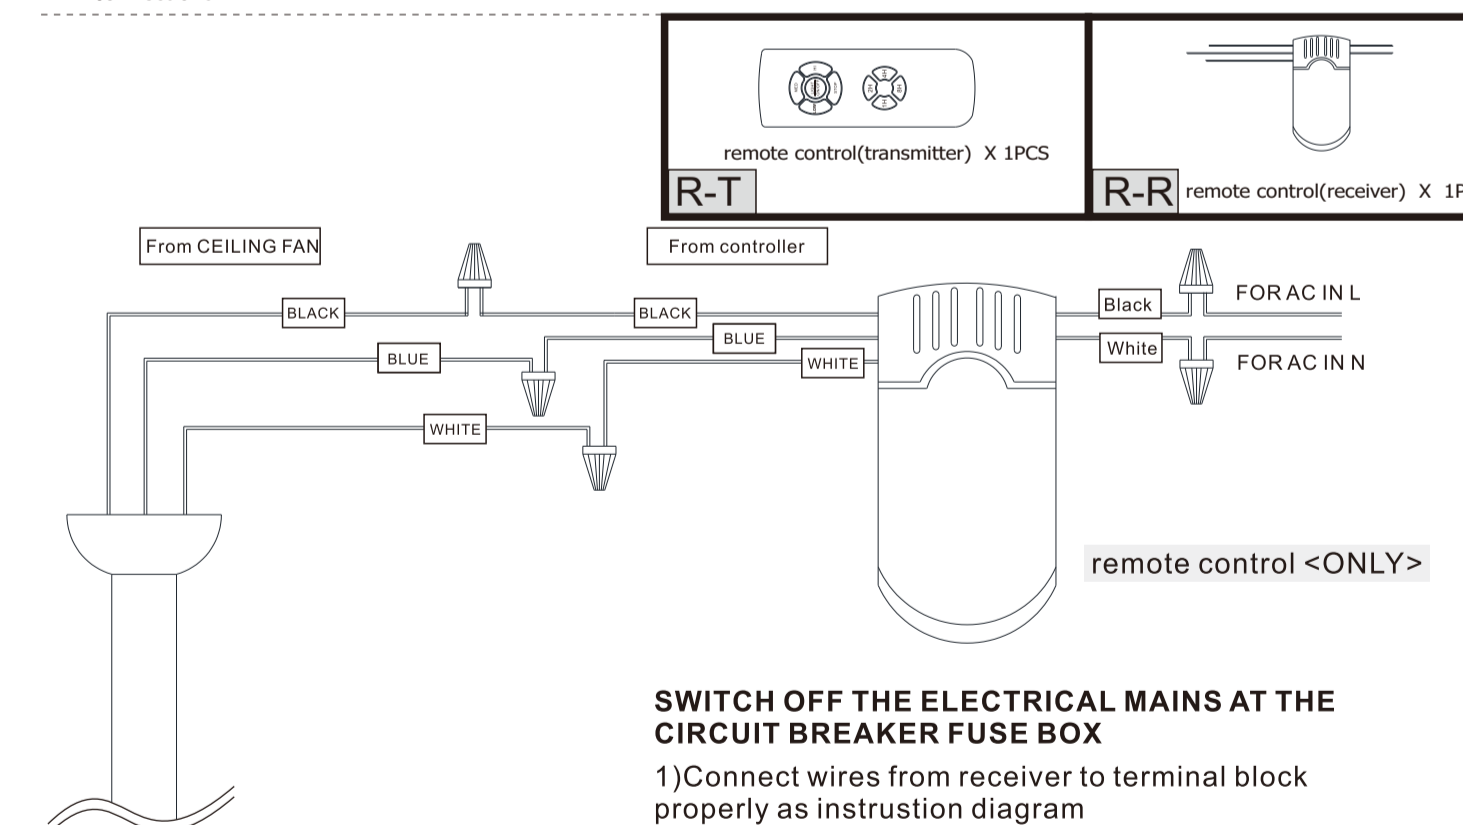 remote control(transmitter) X 1PCS
R-T
R-R
remote control(receiver) X
From CEILING FAN
From controller
BLACK
BLACK
Black
FOR AC IN L
BLUE
BLUE
White
FOR AC IN N
WHITE
WHITE
remote control <ONLY>
SWITCH OFF THE ELECTRICAL MAINS AT THE
CIRCUIT BREAKER FUSE BOX
1)Connect wires from receiver to terminal block
properly as instrustion diagram